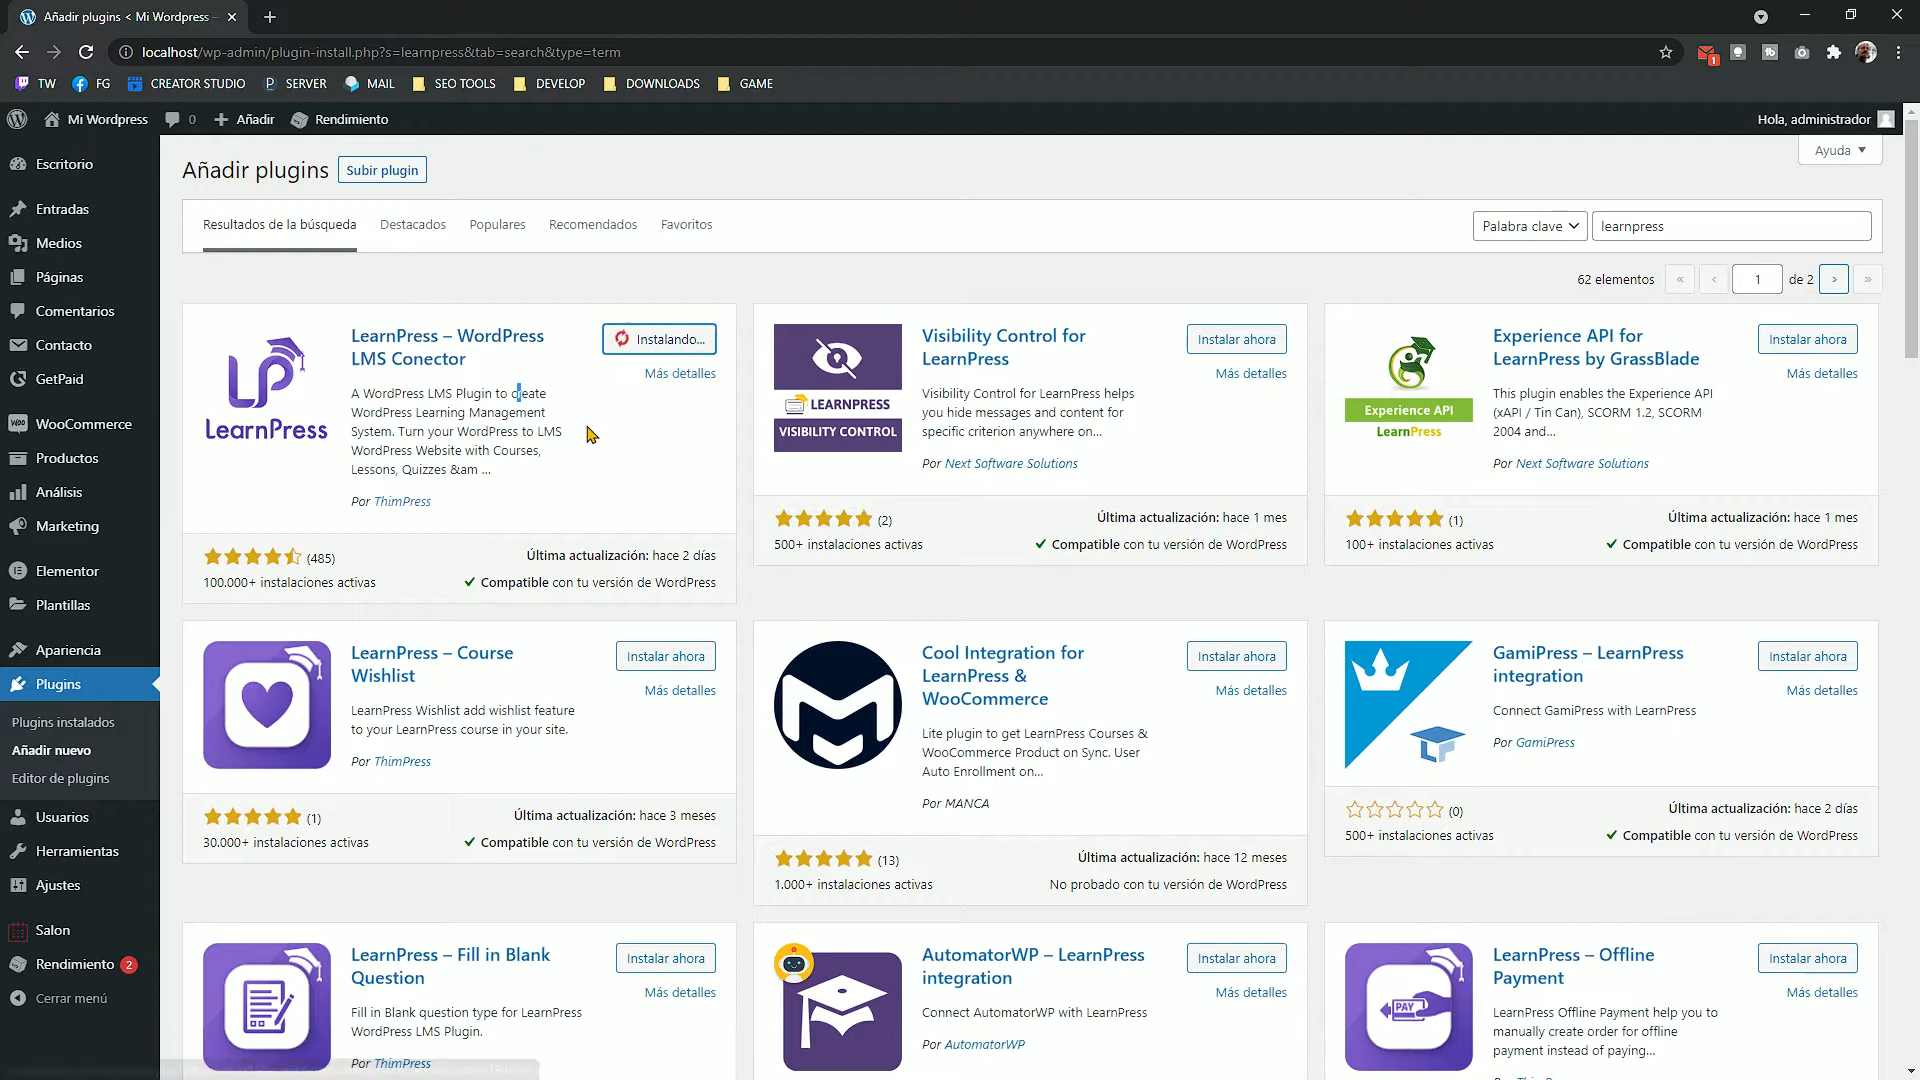 Añadir plugins < Mi Wordpress
localhost/wp-admin/plugin-install.php?s=learnpress&tab=search&type=term
1
TW
FG
CREATOR STUDIO
SERVER
MAIL
SEO TOOLS
DEVELOP
DOWNLOADS
GAME
Mi Wordpress
0
Añadir
Rendimiento
Hola, administrador
Escritorio
Entradas
Medios
Páginas
Comentarios
Contacto
GetPaid
WooCommerce
Productos
Análisis
Marketing
Elementor
Plantillas
Apariencia
Plugins
Plugins instalados
Añadir nuevo
Editor de plugins
Usuarios
Herramientas
Ajustes
Salon
Rendimiento 2
Cerrar menú
Añadir plugins
Subir plugin
Ayuda
Resultados de la búsqueda
Destacados
Populares
Recomendados
Favoritos
Palabra clave
learnpress
62 elementos « ‹ 1 de 2 › »
LearnPress
LearnPress – WordPress
LMS Conector
Instalando...
Más detalles
A WordPress LMS Plugin to create
WordPress Learning Management
System. Turn your WordPress to LMS
WordPress Website with Courses,
Lessons, Quizzes &am ...
Por ThimPress
(485)
100.000+ instalaciones activas
Última actualización: hace 2 días
Compatible con tu versión de WordPress
LEARNPRESS
VISIBILITY CONTROL
Visibility Control for
LearnPress
Instalar ahora
Más detalles
Visibility Control for LearnPress helps
you hide messages and content for
specific criterion anywhere on...
Por Next Software Solutions
(2)
500+ instalaciones activas
Última actualización: hace 1 mes
Compatible con tu versión de WordPress
Experience API
LearnPress
Experience API for
LearnPress by GrassBlade
Instalar ahora
Más detalles
This plugin enables the Experience API
(xAPI / Tin Can), SCORM 1.2, SCORM
2004 and...
Por Next Software Solutions
(1)
100+ instalaciones activas
Última actualización: hace 1 mes
Compatible con tu versión de WordPress
LearnPress – Course
Wishlist
Instalar ahora
Más detalles
LearnPress Wishlist add wishlist feature
to your LearnPress course in your site.
Por ThimPress
(1)
30.000+ instalaciones activas
Última actualización: hace 3 meses
Compatible con tu versión de WordPress
Cool Integration for
LearnPress &
WooCommerce
Instalar ahora
Más detalles
Lite plugin to get LearnPress Courses &
WooCommerce Product on Sync. User
Auto Enrollment on...
Por MANCA
(13)
1.000+ instalaciones activas
Última actualización: hace 12 meses
No probado con tu versión de WordPress
GamiPress – LearnPress
integration
Instalar ahora
Más detalles
Connect GamiPress with LearnPress
Por GamiPress
(0)
500+ instalaciones activas
Última actualización: hace 2 días
Compatible con tu versión de WordPress
LearnPress – Fill in Blank
Question
Instalar ahora
Más detalles
Fill in Blank question type for LearnPress
WordPress LMS Plugin.
Por ThimPress
AutomatorWP – LearnPress
integration
Instalar ahora
Más detalles
Connect AutomatorWP with LearnPress
Por AutomatorWP
PAY
LearnPress – Offline
Payment
Instalar ahora
Más detalles
LearnPress Offline Payment help you to
manually create order for offline
payment instead of paying...